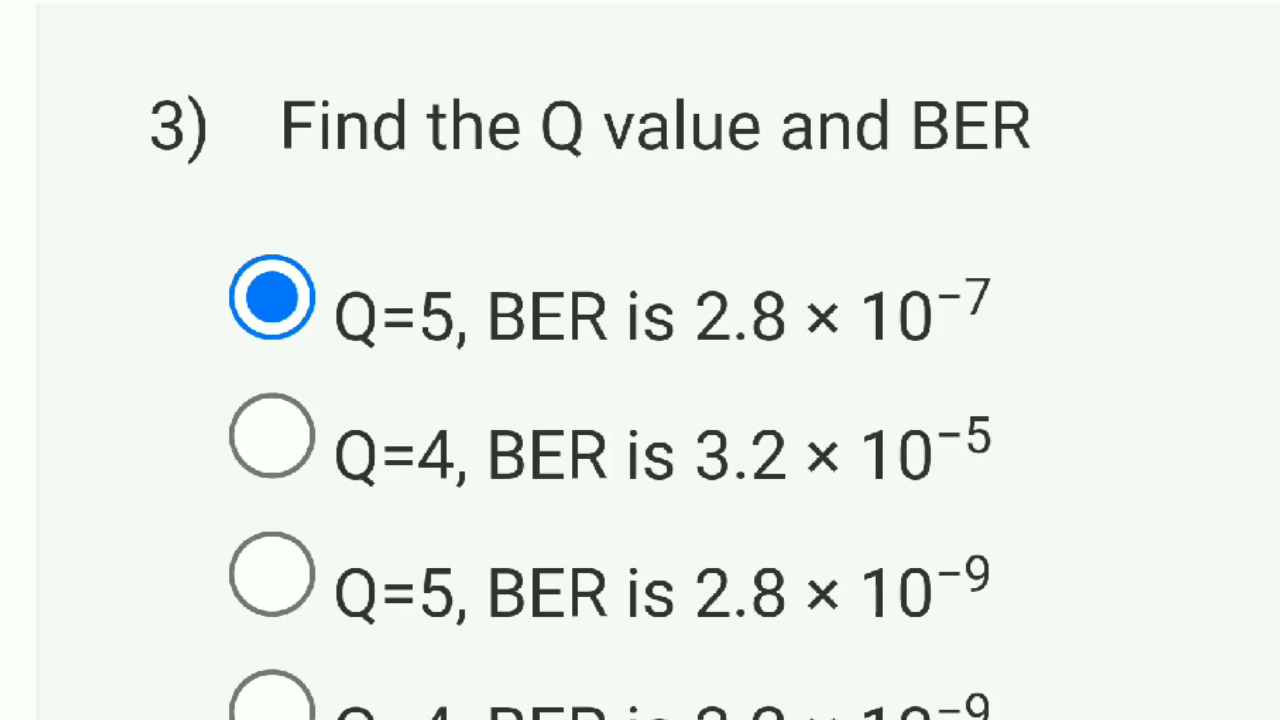 3) Find the Q value and BER
Q=5, BER is 2.8 × 10⁻⁷
Q=4, BER is 3.2 × 10⁻⁵
Q=5, BER is 2.8 × 10⁻⁹